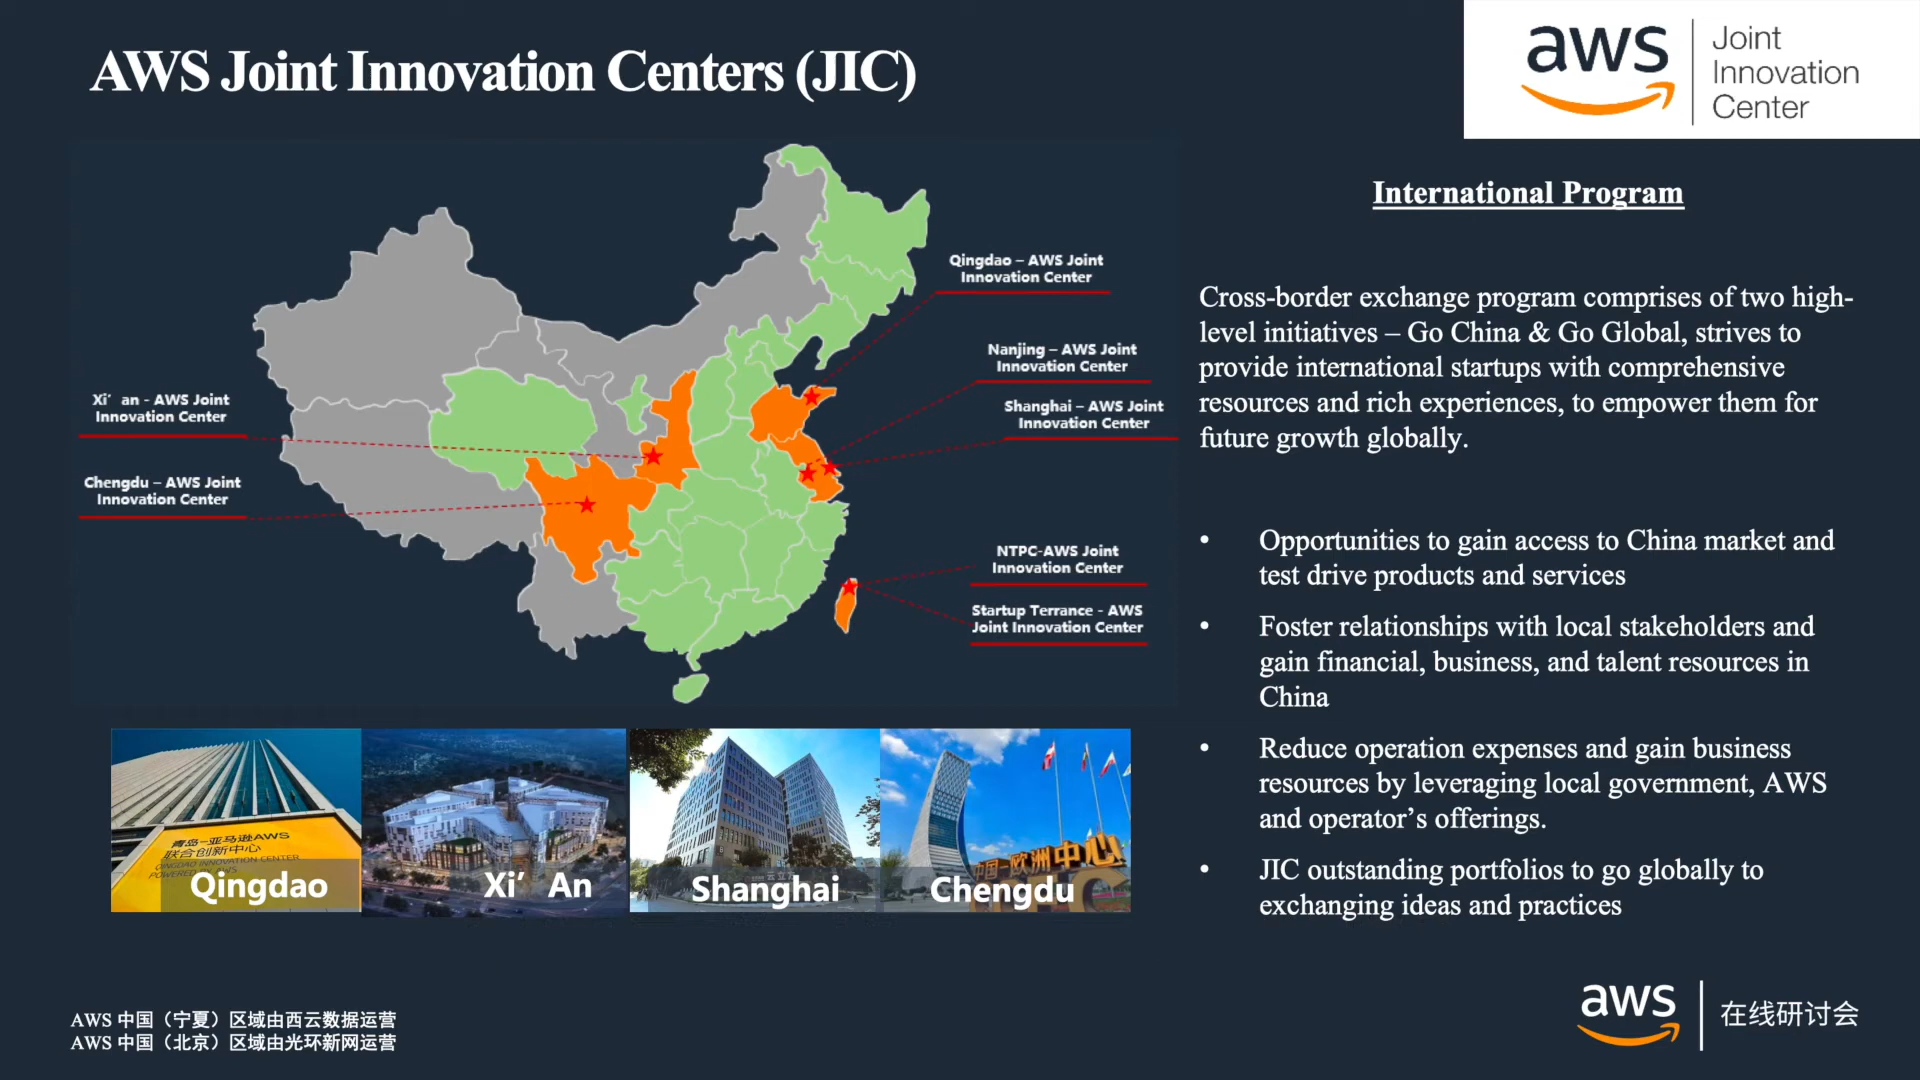 AWS Joint Innovation Centers (JIC)
aws
Joint
Innovation
Center
Qingdao – AWS Joint
Innovation Center
Nanjing – AWS Joint
Innovation Center
Shanghai – AWS Joint
Innovation Center
Xi’an - AWS Joint
Innovation Center
Chengdu – AWS Joint
Innovation Center
NTPC-AWS Joint
Innovation Center
Startup Terrance - AWS
Joint Innovation Center
International Program
Cross-border exchange program comprises of two high-
level initiatives – Go China & Go Global, strives to
provide international startups with comprehensive
resources and rich experiences, to empower them for
future growth globally.
• Opportunities to gain access to China market and
test drive products and services
• Foster relationships with local stakeholders and
gain financial, business, and talent resources in
China
• Reduce operation expenses and gain business
resources by leveraging local government, AWS
and operator’s offerings.
• JIC outstanding portfolios to go globally to
exchanging ideas and practices
青岛-亚马逊AWS
联合创新中心
QINGDAO INNOVATION CENTER
Qingdao
Xi’An
Shanghai
中国-欧洲中心
Chengdu
AWS 中国（宁夏）区域由西云数据运营
AWS 中国（北京）区域由光环新网运营
aws
在线研讨会